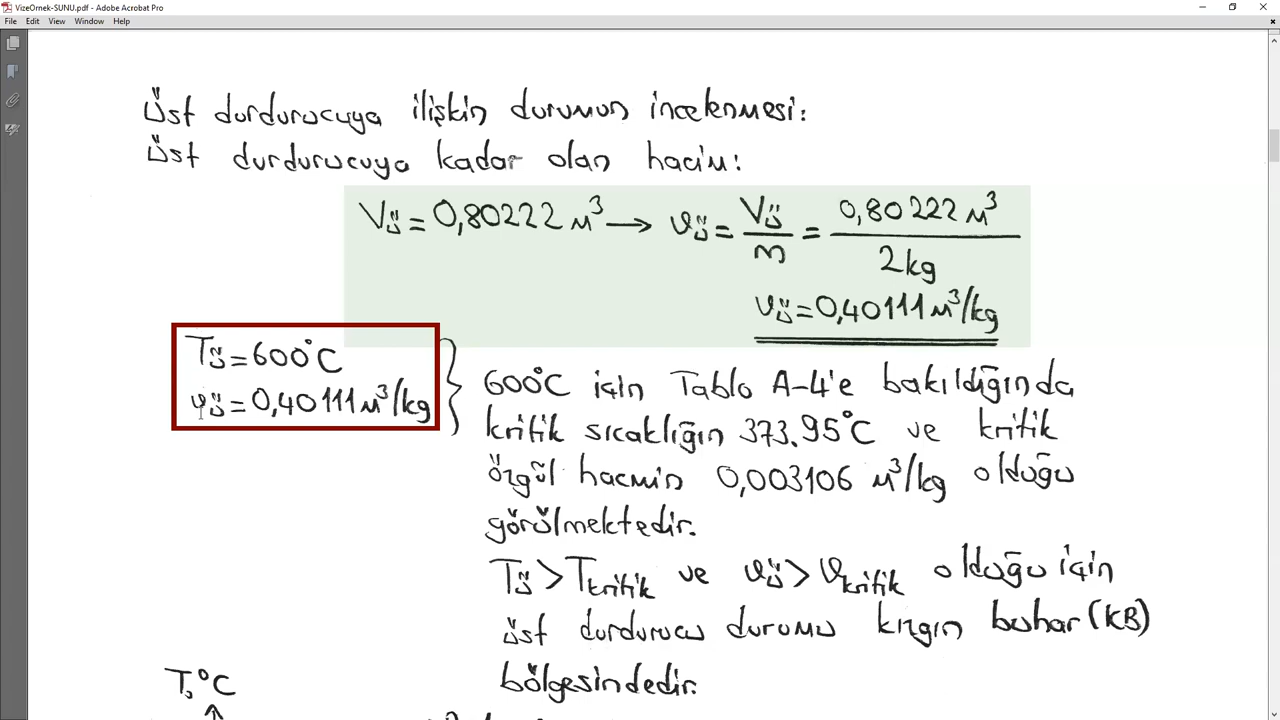 VizeOrnek-SUNU.pdf - Adobe Acrobat Pro
File Edit View Window Help
Üst durdurucuya ilişkin durumun incelenmesi:
Üst durdurucuya kadar olan hacim:
Vü = 0,80222 m³ → vü = Vü/m = 0,80222 m³ / 2 kg
vü = 0,40111 m³/kg
Tü = 600°C
vü = 0,40111 m³/kg
600°C için Tablo A-4'e bakıldığında
kritik sıcaklığın 373.95°C ve kritik
özgül hacmin 0,003106 m³/kg olduğu
görülmektedir.
Tü > Tkritik ve vü > vkritik olduğu için
üst durdurucu durumu kızgın buhar (KB)
bölgesindedir.
T,°C